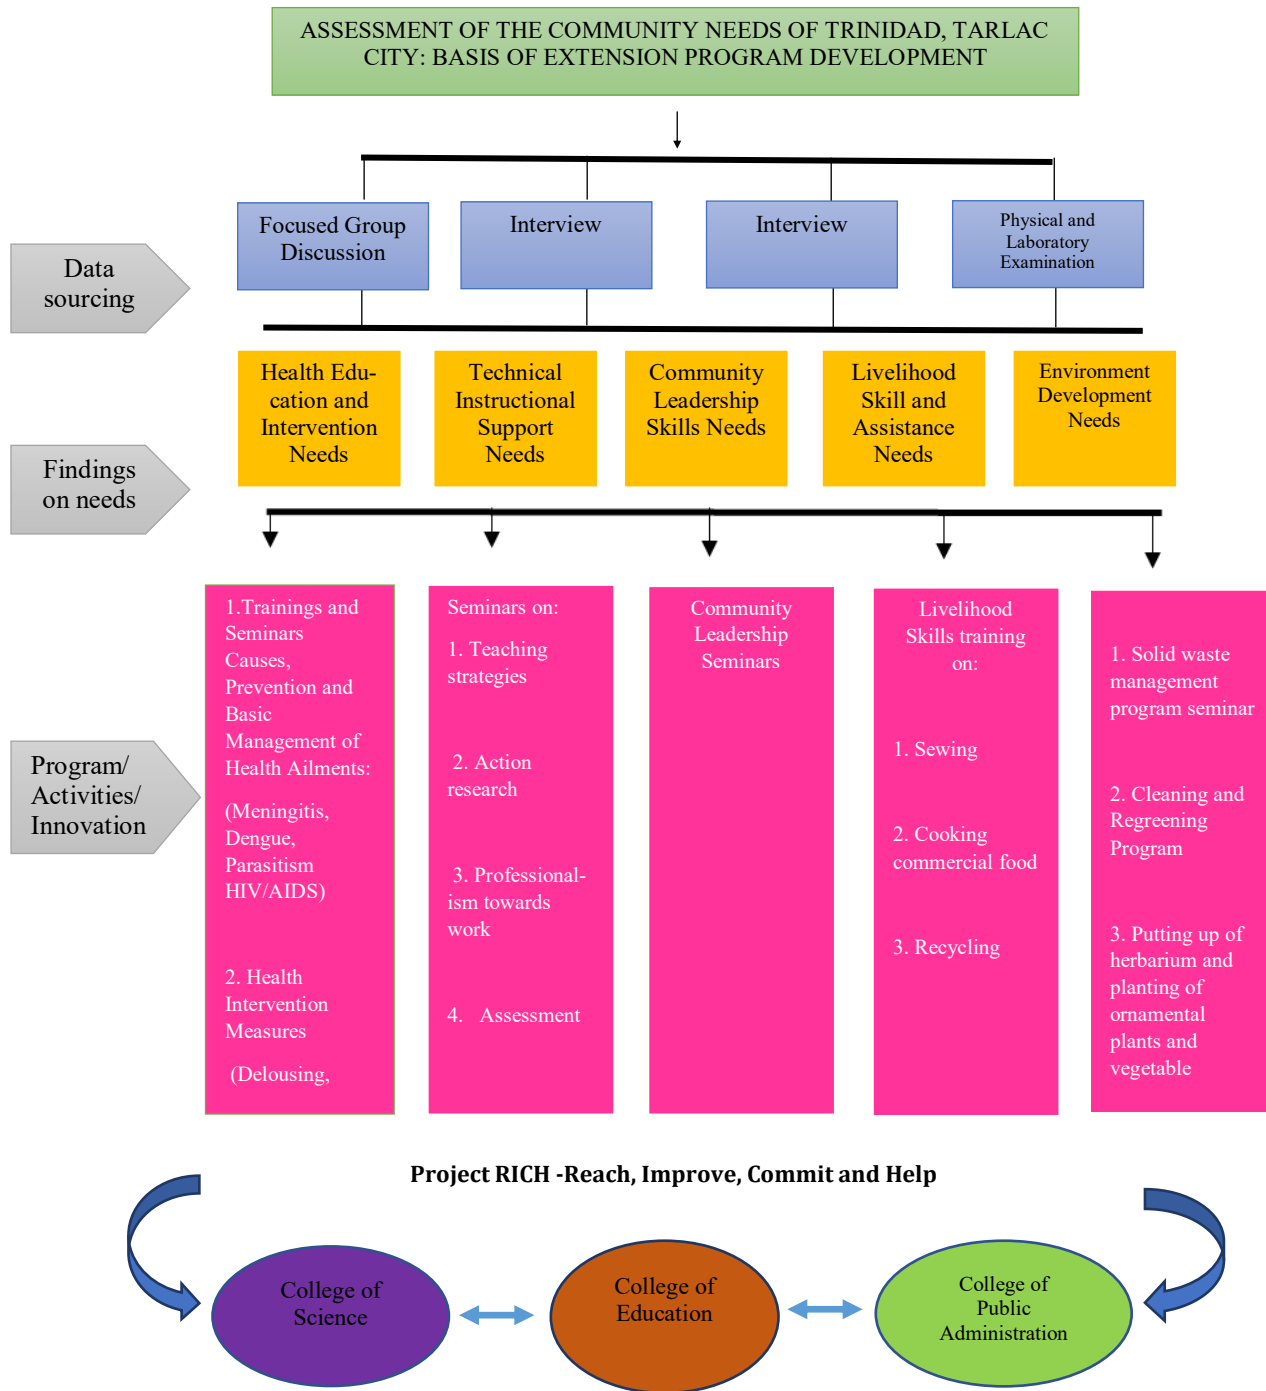 ASSESSMENT OF THE COMMUNITY NEEDS OF TRINIDAD, TARLAC
CITY: BASIS OF EXTENSION PROGRAM DEVELOPMENT
Data
sourcing
Focused Group
Discussion
Interview
Interview
Physical and
Laboratory
Examination
Findings
on needs
Health Edu-
cation and
Intervention
Needs
Technical
Instructional
Support
Needs
Community
Leadership
Skills Needs
Livelihood
Skill and
Assistance
Needs
Environment
Development
Needs
Program/
Activities/
Innovation
1.Trainings and
Seminars
Causes,
Prevention and
Basic
Management of
Health Ailments:
(Meningitis,
Dengue,
Parasitism
HIV/AIDS)
2. Health
Intervention
Measures
(Delousing,
Seminars on:
1. Teaching
strategies
2. Action
research
3. Professional-
ism towards
work
4. Assessment
Community
Leadership
Seminars
Livelihood
Skills training
on:
1. Sewing
2. Cooking
commercial food
3. Recycling
1. Solid waste
management
program seminar
2. Cleaning and
Regreening
Program
3. Putting up of
herbarium and
planting of
ornamental
plants and
vegetable
Project RICH -Reach, Improve, Commit and Help
College of
Science
College of
Education
College of
Public
Administration